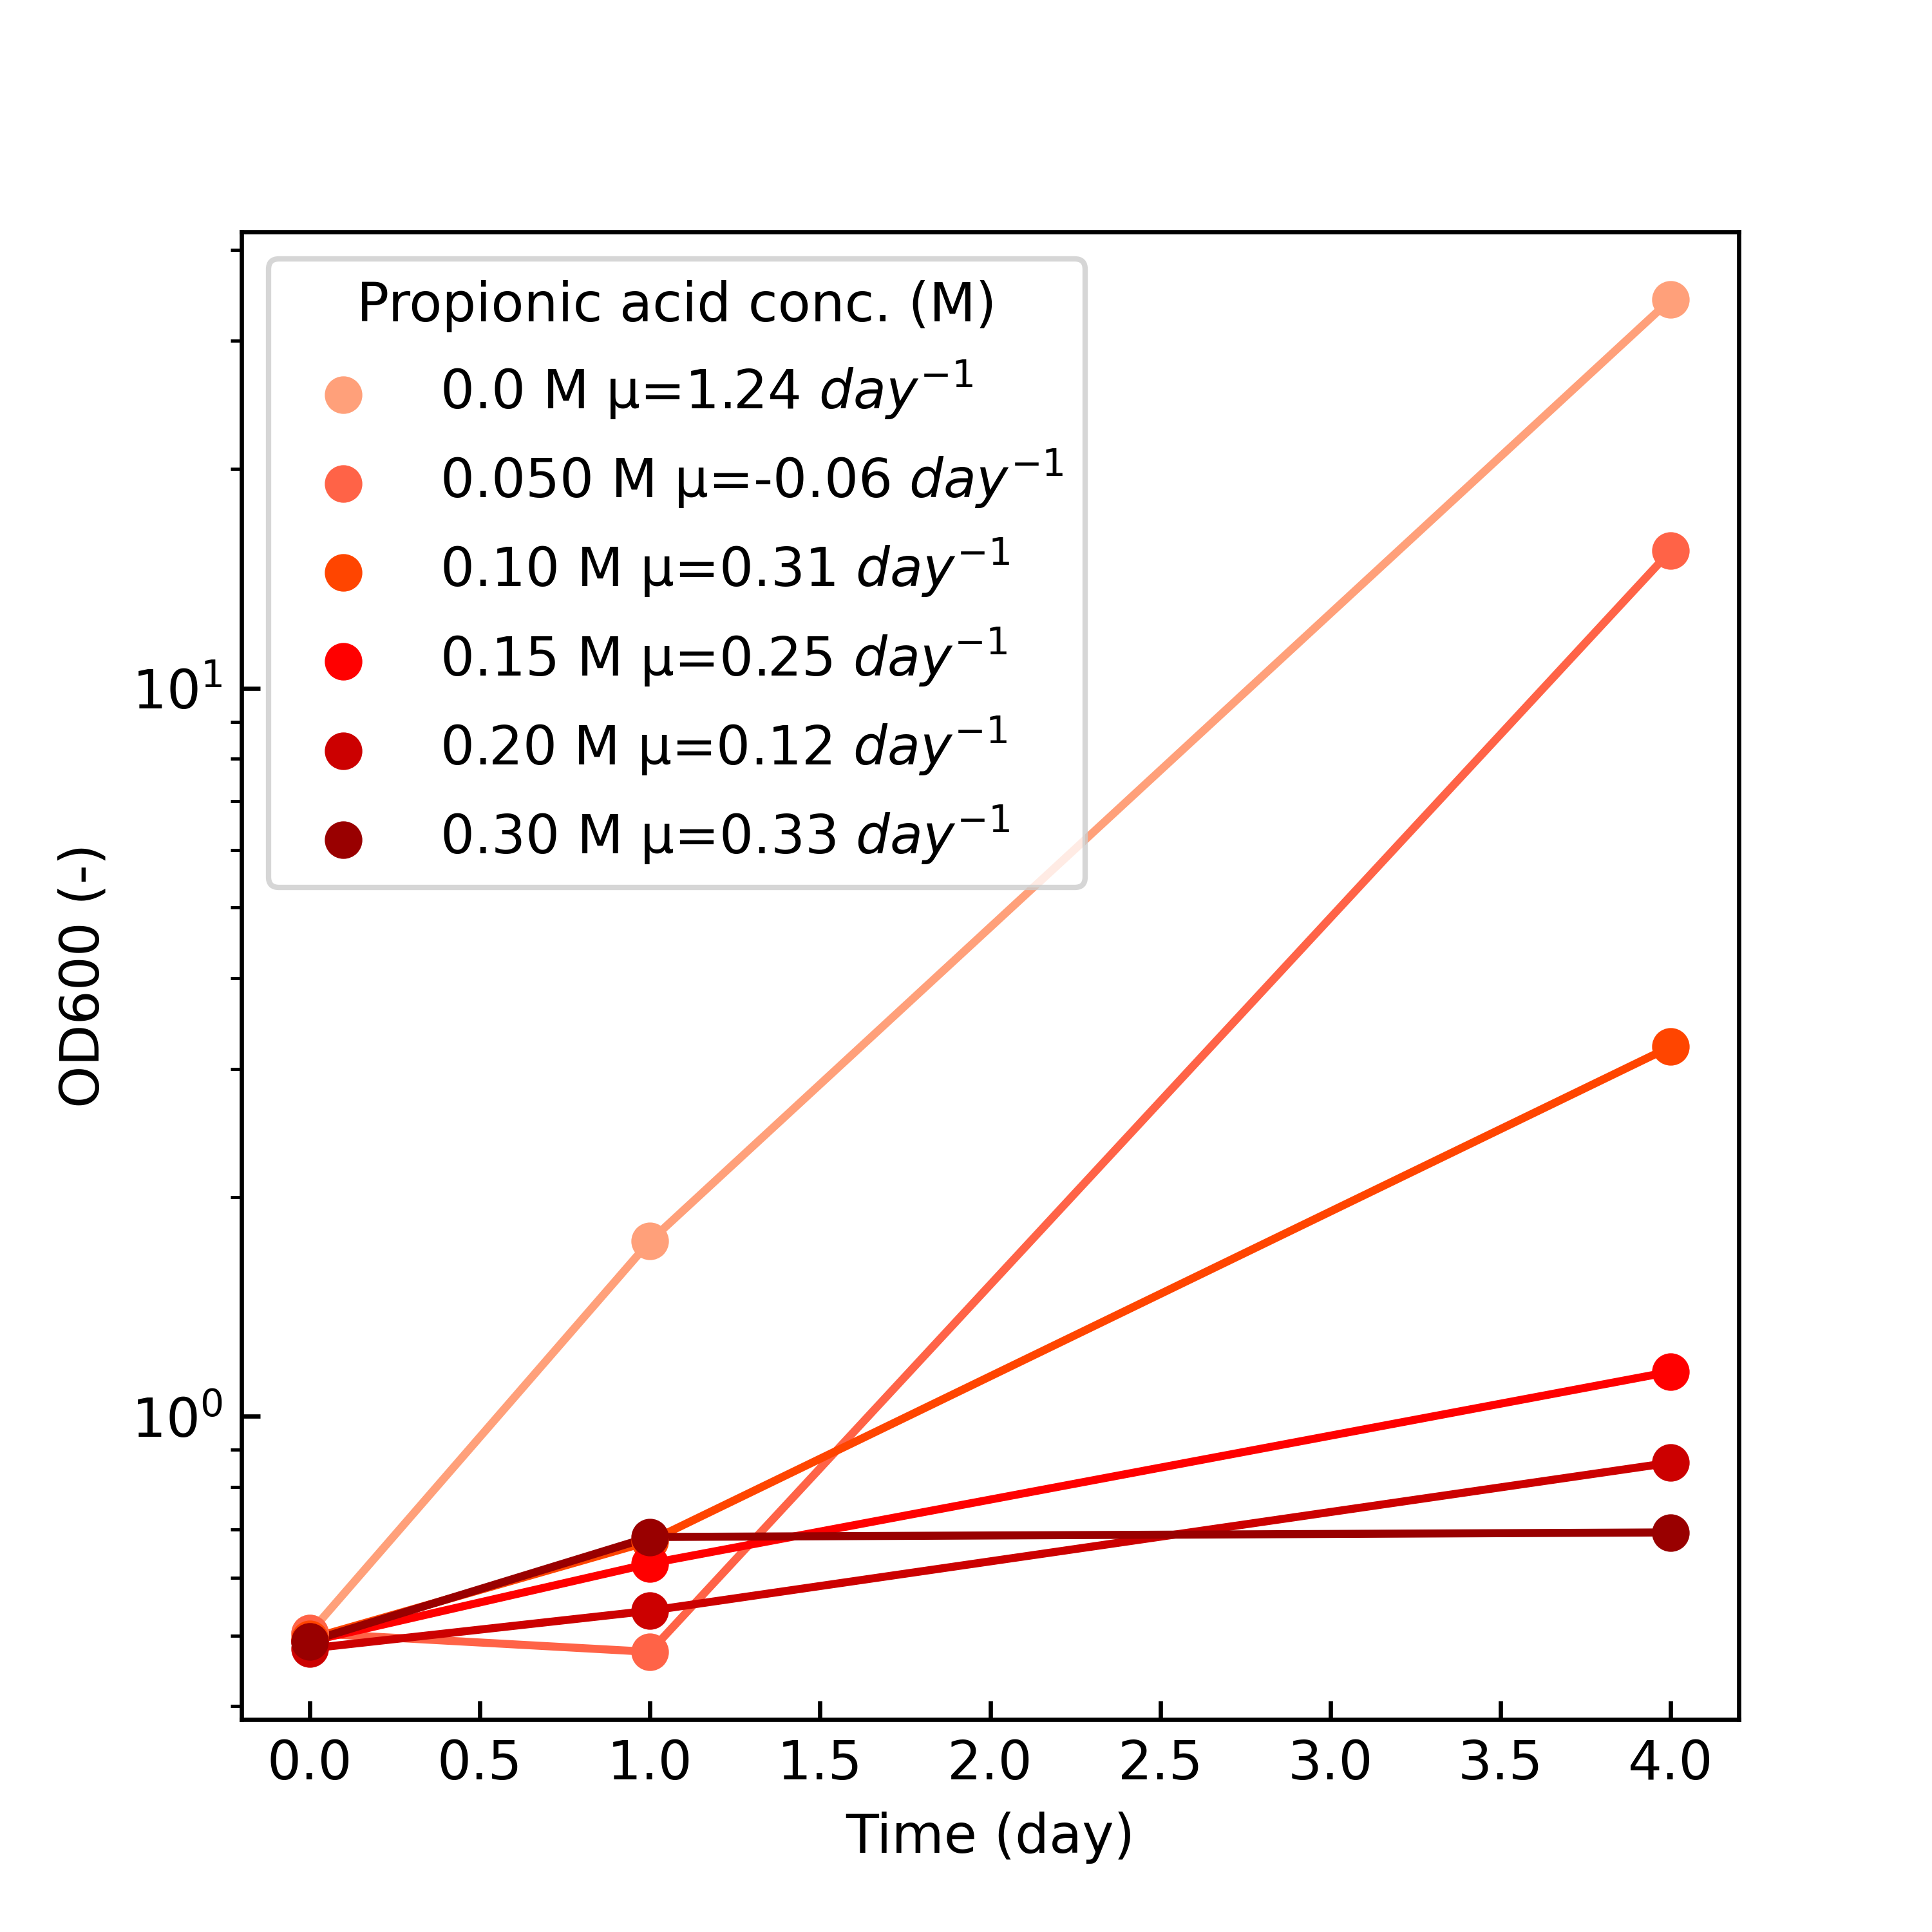 Propionic acid conc. (M)
0.0 M μ=1.24 day⁻¹
0.050 M μ=-0.06 day⁻¹
0.10 M μ=0.31 day⁻¹
0.15 M μ=0.25 day⁻¹
0.20 M μ=0.12 day⁻¹
0.30 M μ=0.33 day⁻¹
10¹
10⁰
OD600 (-)
0.0 0.5 1.0 1.5 2.0 2.5 3.0 3.5 4.0
Time (day)